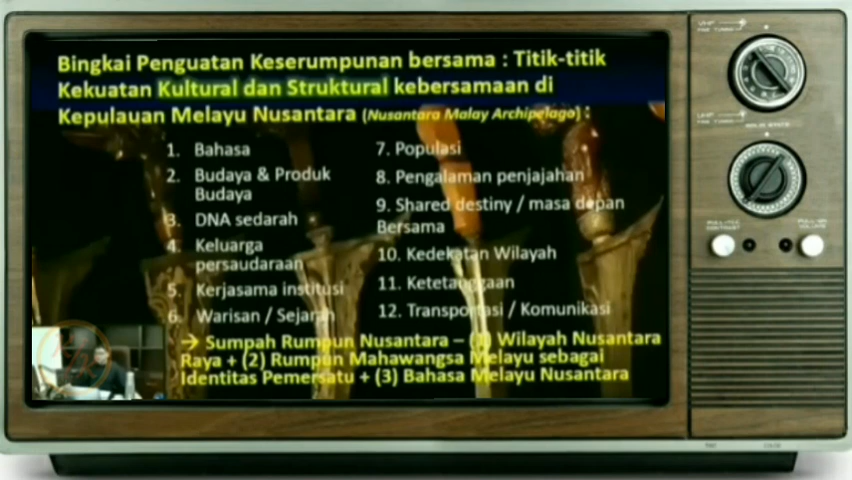 Bingkai Penguatan Keserumpunan bersama : Titik-titik
Kekuatan Kultural dan Struktural kebersamaan di
Kepulauan Melayu Nusantara (Nusantara Malay Archipelago) :
1. Bahasa
2. Budaya & Produk
Budaya
3. DNA sedarah
4. Keluarga
persaudaraan
5. Kerjasama institusi
6. Warisan / Sejarah
7. Populasi
8. Pengalaman penjajahan
9. Shared destiny / masa depan
Bersama
10. Kedekatan Wilayah
11. Ketetanggaan
12. Transportasi / Komunikasi
→ Sumpah Rumpun Nusantara – (1) Wilayah Nusantara
Raya + (2) Rumpun Mahawangsa Melayu sebagai
Identitas Pemersatu + (3) Bahasa Melayu Nusantara